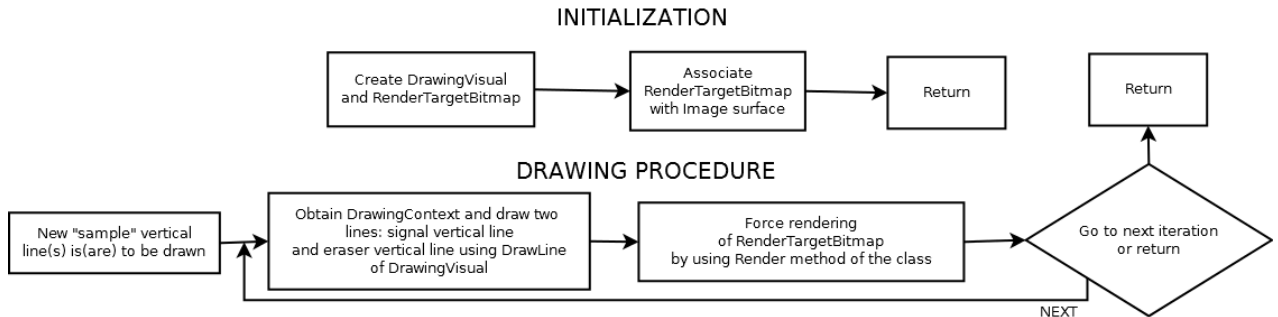 INITIALIZATION
Create DrawingVisual
and RenderTargetBitmap
Associate
RenderTargetBitmap
with Image surface
Return
Return
DRAWING PROCEDURE
New "sample" vertical
line(s) is(are) to be drawn
Obtain DrawingContext and draw two
lines: signal vertical line
and eraser vertical line using DrawLine
of DrawingVisual
Force rendering
of RenderTargetBitmap
by using Render method of the class
Go to next iteration
or return
NEXT